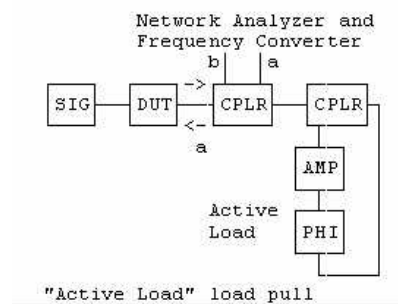 Network Analyzer and
Frequency Converter
b a
->
SIG DUT CPLR CPLR
<-
a
AMP
Active
Load PHI
"Active Load" load pull